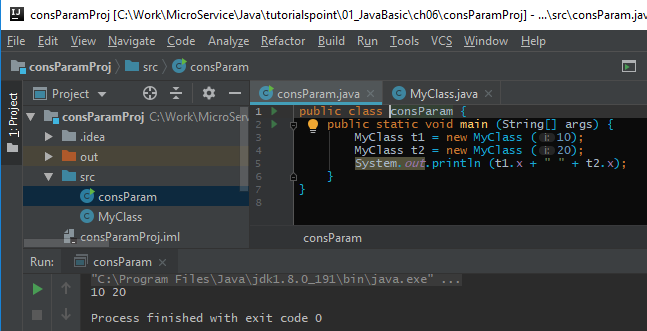 consParamProj [C:\Work\MicroService\Java\tutorialspoint\01_JavaBasic\ch06\consParamProj] - ...\src\consParam.jav
File Edit View Navigate Code Analyze Refactor Build Run Tools VCS Window Help
consParamProj src consParam
1: Project
Project
consParam.java MyClass.java
consParamProj C:\Work\MicroServ
.idea
out
src
consParam
MyClass
consParamProj.iml
1 public class consParam {
2 public static void main (String[] args) {
3 MyClass t1 = new MyClass ( i: 10);
4 MyClass t2 = new MyClass ( i: 20);
5 System.out.println (t1.x + " " + t2.x);
6 }
7 }
8
consParam
Run: consParam
"C:\Program Files\Java\jdk1.8.0_191\bin\java.exe" ...
10 20
Process finished with exit code 0